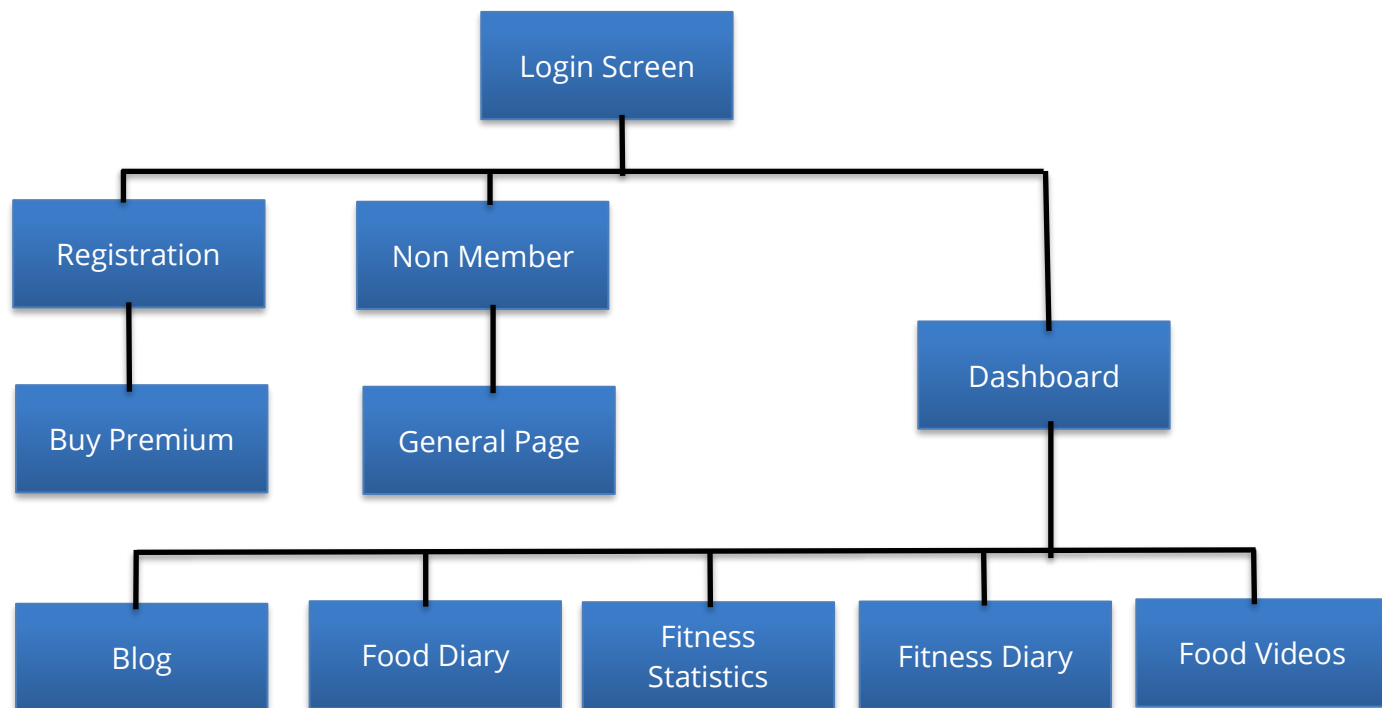 Login Screen
Registration
Non Member
Dashboard
Buy Premium
General Page
Blog
Food Diary
Fitness
Statistics
Fitness Diary
Food Videos